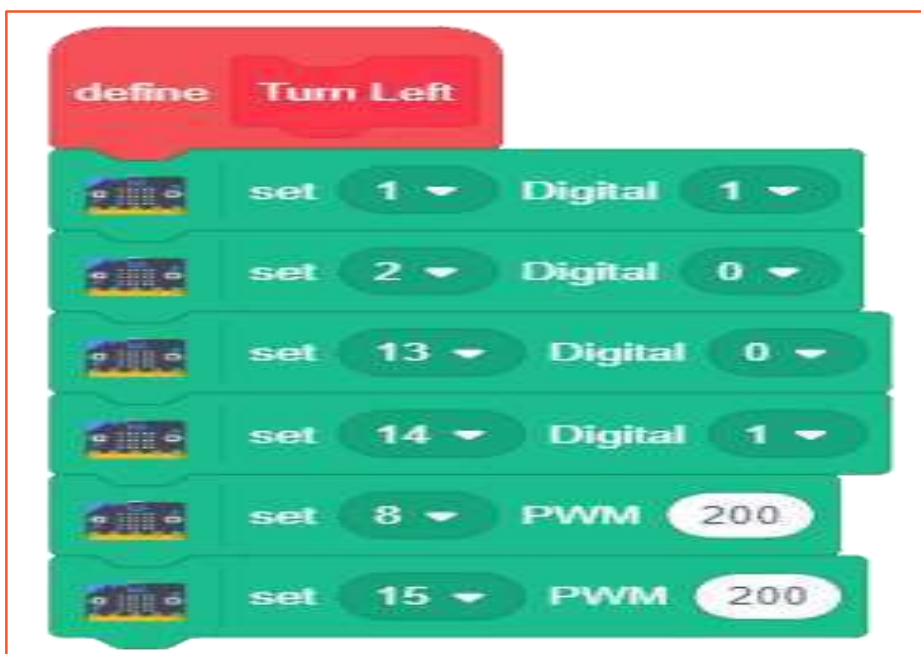 define Turn Left
set 1 Digital 1
set 2 Digital 0
set 13 Digital 0
set 14 Digital 1
set 8 PWM 200
set 15 PWM 200